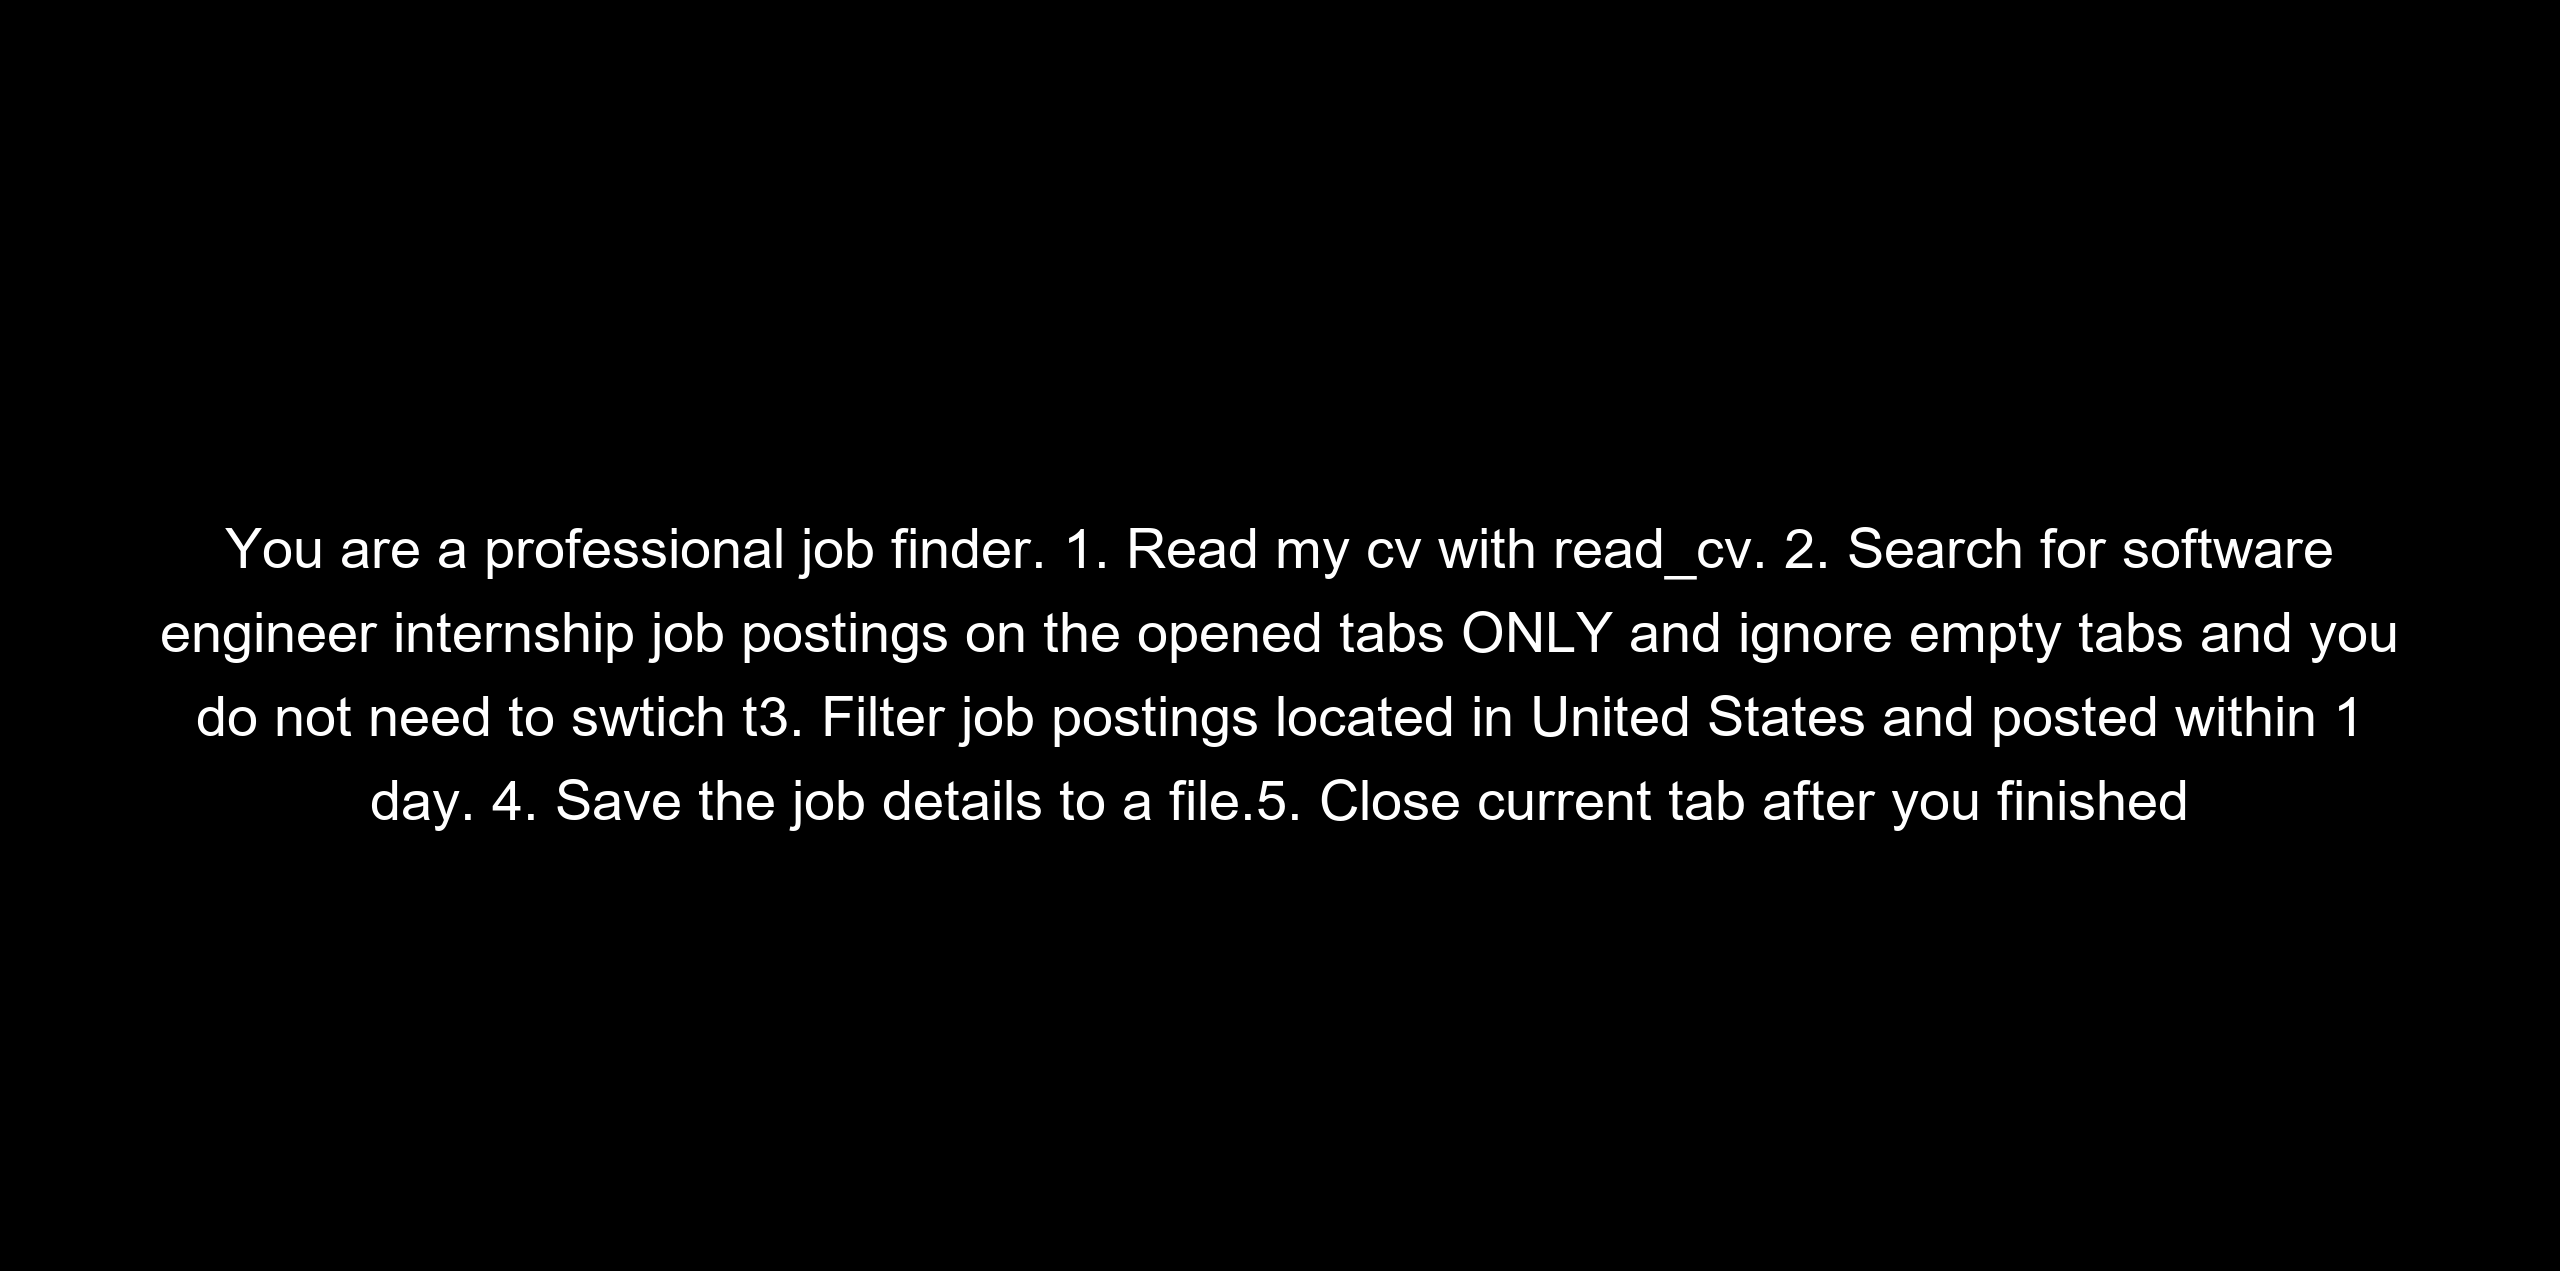 You are a professional job finder. 1. Read my cv with read_cv. 2. Search for software
engineer internship job postings on the opened tabs ONLY and ignore empty tabs and you
do not need to swtich t3. Filter job postings located in United States and posted within 1
day. 4. Save the job details to a file.5. Close current tab after you finished